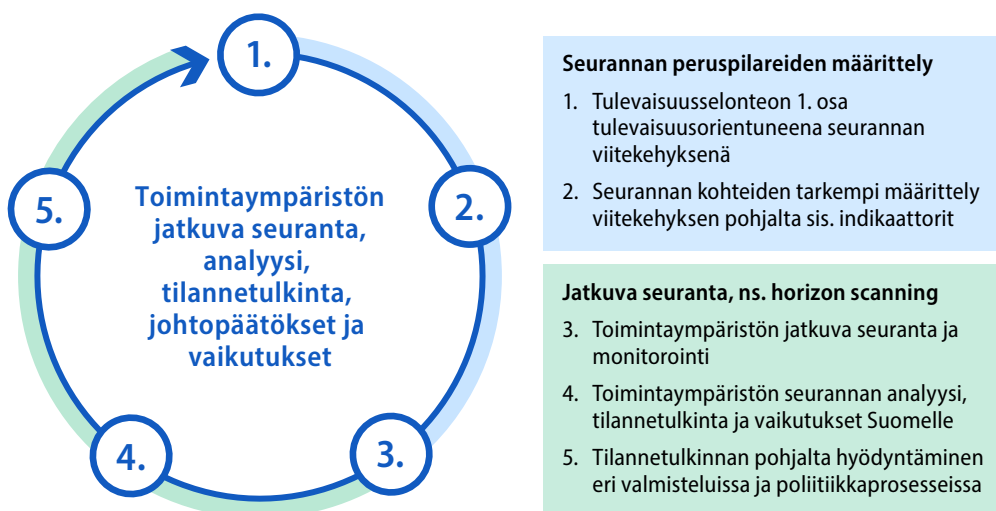 1.
2.
3.
4.
5.
Toimintaympäristön
jatkuva seuranta,
analyysi,
tilannetulkinta,
johtopäätökset ja
vaikutukset
Seurannan peruspilareiden määrittely
1. Tulevaisuusselonteon 1. osa
tulevaisuusorientuneena seurannan
viitekehyksenä
2. Seurannan kohteiden tarkempi määrittely
viitekehyksen pohjalta sis. indikaattorit
Jatkuva seuranta, ns. horizon scanning
3. Toimintaympäristön jatkuva seuranta ja
monitorointi
4. Toimintaympäristön seurannan analyysi,
tilannetulkinta ja vaikutukset Suomelle
5. Tilannetulkinnan pohjalta hyödyntäminen
eri valmisteluissa ja poliitiikkaprosesseissa